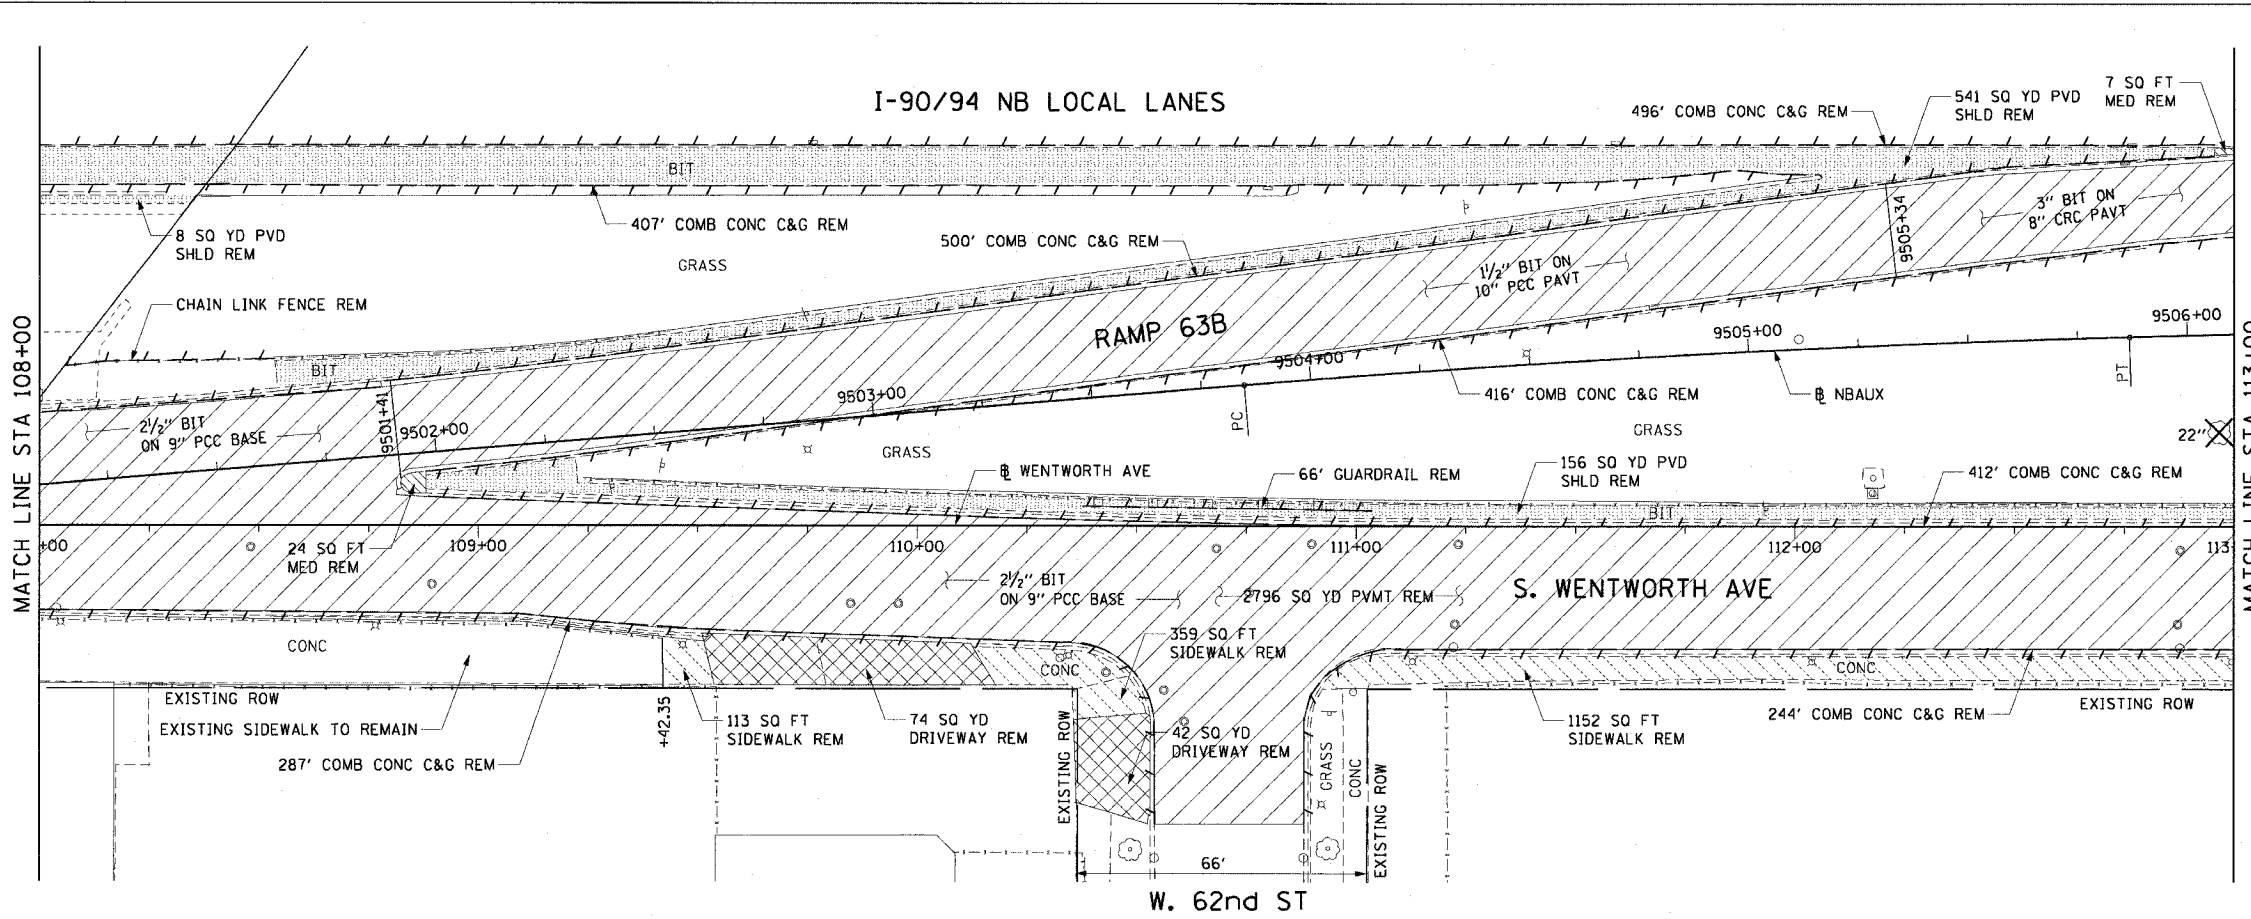 I-90/94 NB LOCAL LANES
496' COMB CONC C&G REM
541 SQ YD PVD
SHLD REM
7 SQ FT
MED REM
BIT
407' COMB CONC C&G REM
8 SQ YD PVD
SHLD REM
500' COMB CONC C&G REM
GRASS
9505+34
3" BIT ON
8" CRC PAVT
1½" BIT ON
10" PCC PAVT
CHAIN LINK FENCE REM
RAMP 63B
9506+00
9505+00
9504+00
BIT
MATCH LINE STA 108+00
MATCH LINE STA 113+00
9503+00
416' COMB CONC C&G REM
℄ NBAUX
PT
PC
9501+41
9502+00
2½" BIT
ON 9" PCC BASE
GRASS
GRASS
22"
℄ WENTWORTH AVE
66' GUARDRAIL REM
156 SQ YD PVD
SHLD REM
412' COMB CONC C&G REM
BIT
+00
24 SQ FT
MED REM
109+00
110+00
111+00
112+00
113
2½" BIT
ON 9" PCC BASE
2796 SQ YD PVMT REM
S. WENTWORTH AVE
359 SQ FT
SIDEWALK REM
CONC
CONC
CONC
EXISTING ROW
EXISTING SIDEWALK TO REMAIN
+42.35
113 SQ FT
SIDEWALK REM
74 SQ YD
DRIVEWAY REM
42 SQ YD
DRIVEWAY REM
1152 SQ FT
SIDEWALK REM
244' COMB CONC C&G REM
EXISTING ROW
287' COMB CONC C&G REM
EXISTING ROW
GRASS
CONC
EXISTING ROW
66'
W. 62nd ST